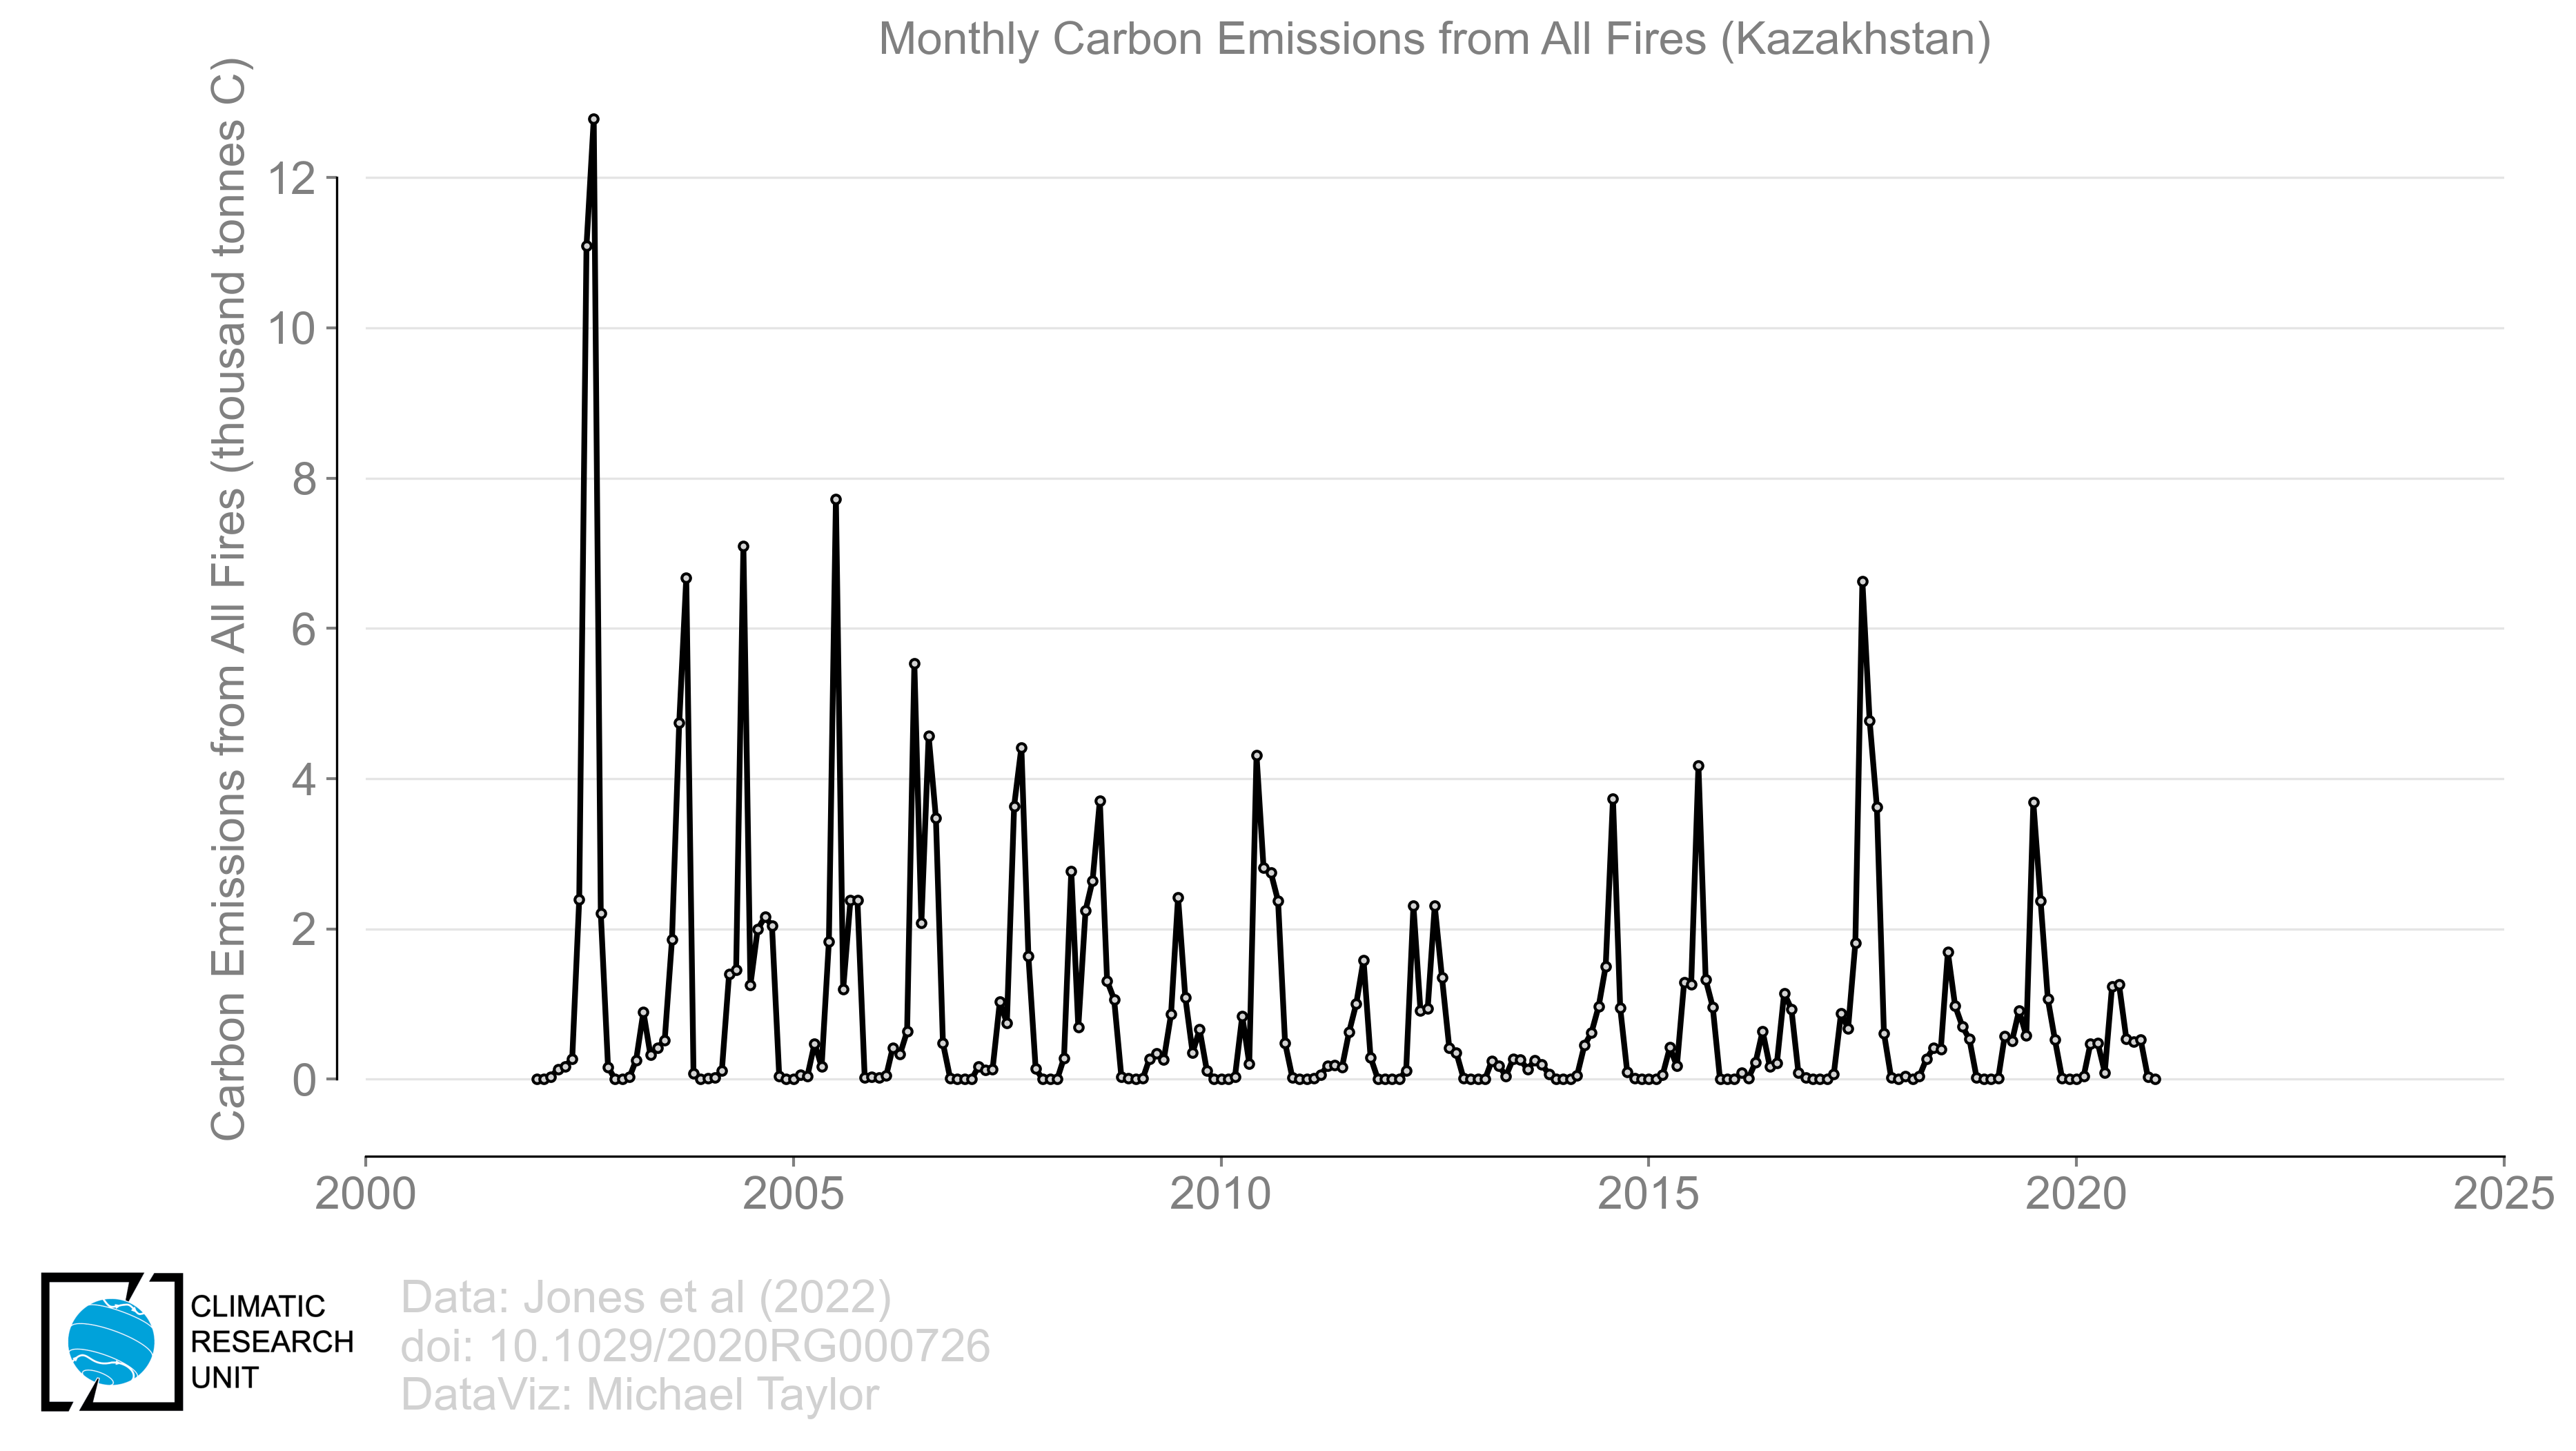 Monthly Carbon Emissions from All Fires (Kazakhstan)
Carbon Emissions from All Fires (thousand tonnes C)
12
10
8
6
4
2
0
2000 2005 2010 2015 2020 2025
CLIMATIC
RESEARCH
UNIT
Data: Jones et al (2022)
doi: 10.1029/2020RG000726
DataViz: Michael Taylor